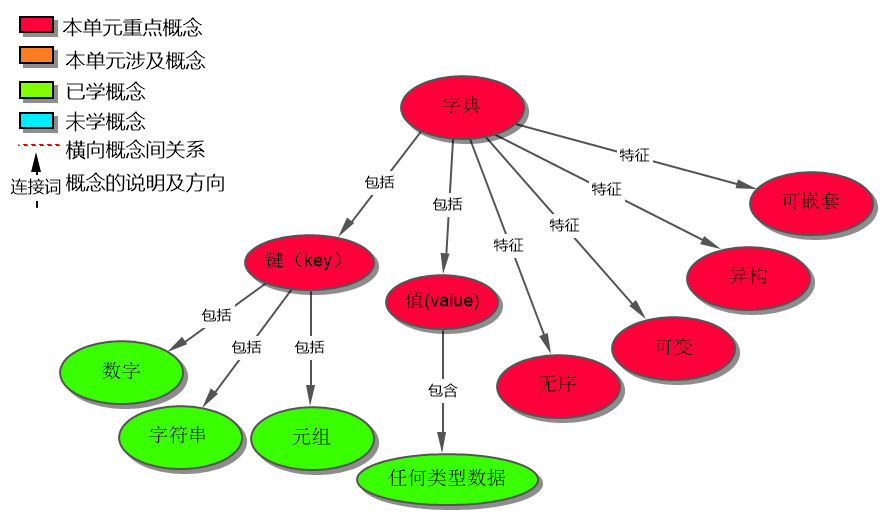 本单元重点概念
本单元涉及概念
已学概念
未学概念
横向概念间关系
连接词
概念的说明及方向
字典
特征
包括
特征
可嵌套
包括
特征
特征
键（key）
异构
值(value)
包括
包括
包括
可变
数字
无序
包含
字符串
元组
任何类型数据